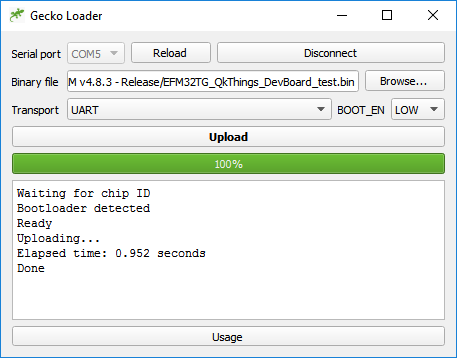 Gecko Loader
Serial port COM5 Reload Disconnect
Binary file M v4.8.3 - Release/EFM32TG_QkThings_DevBoard_test.bin Browse...
Transport UART BOOT_EN LOW
Upload
100%
Waiting for chip ID
Bootloader detected
Ready
Uploading...
Elapsed time: 0.952 seconds
Done
Usage